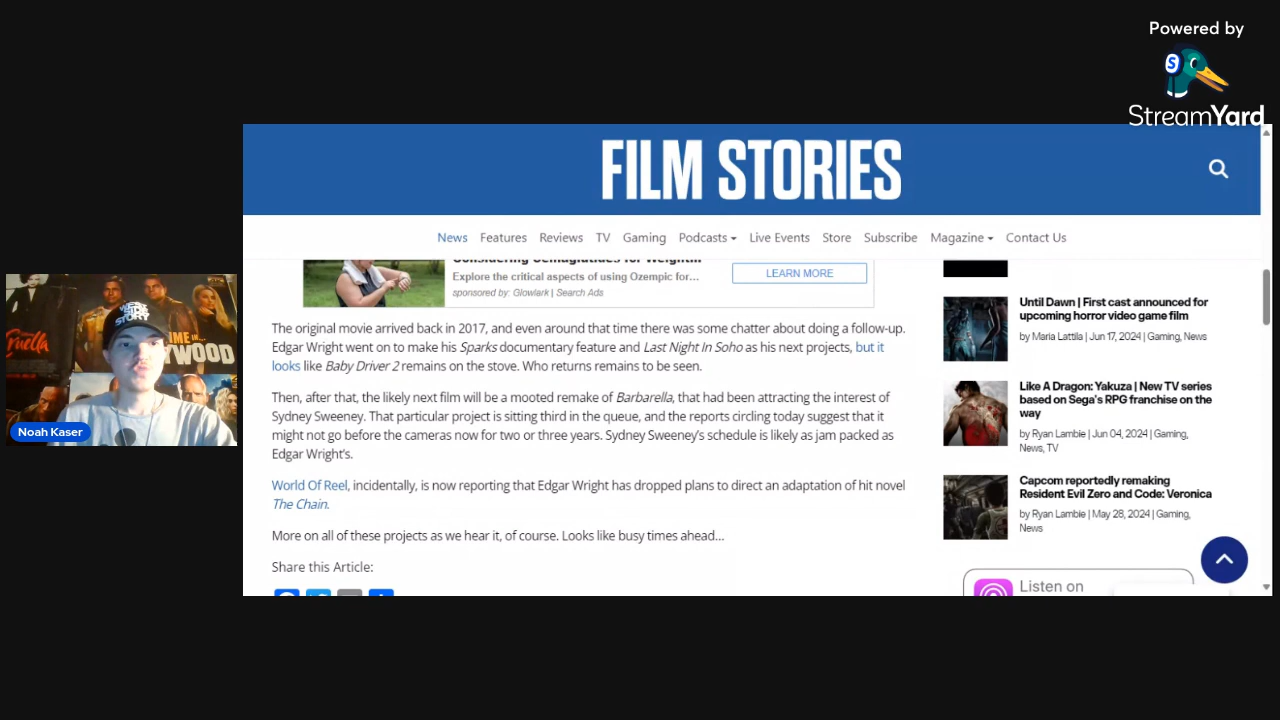 Powered by
StreamYard
FILM STORIES
News Features Reviews TV Gaming Podcasts Live Events Store Subscribe Magazine Contact Us
Considering Semaglutides for Weight...
Explore the critical aspects of using Ozempic for...
sponsored by: Glowlark | Search Ads
LEARN MORE
The original movie arrived back in 2017, and even around that time there was some chatter about doing a follow-up.
Edgar Wright went on to make his Sparks documentary feature and Last Night In Soho as his next projects, but it
looks like Baby Driver 2 remains on the stove. Who returns remains to be seen.
Then, after that, the likely next film will be a mooted remake of Barbarella, that had been attracting the interest of
Sydney Sweeney. That particular project is sitting third in the queue, and the reports circling today suggest that it
might not go before the cameras now for two or three years. Sydney Sweeney's schedule is likely as jam packed as
Edgar Wright's.
World Of Reel, incidentally, is now reporting that Edgar Wright has dropped plans to direct an adaptation of hit novel
The Chain.
More on all of these projects as we hear it, of course. Looks like busy times ahead...
Share this Article:
Until Dawn | First cast announced for
upcoming horror video game film
by Maria Lattila | Jun 17, 2024 | Gaming, News
Like A Dragon: Yakuza | New TV series
based on Sega's RPG franchise on the
way
by Ryan Lambie | Jun 04, 2024 | Gaming,
News, TV
Capcom reportedly remaking
Resident Evil Zero and Code: Veronica
by Ryan Lambie | May 28, 2024 | Gaming,
News
Listen on
Cruella
TIME IN...
WOOD
WEST
SIDE
STORY
Noah Kaser